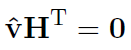 v̂Hᵀ = 0